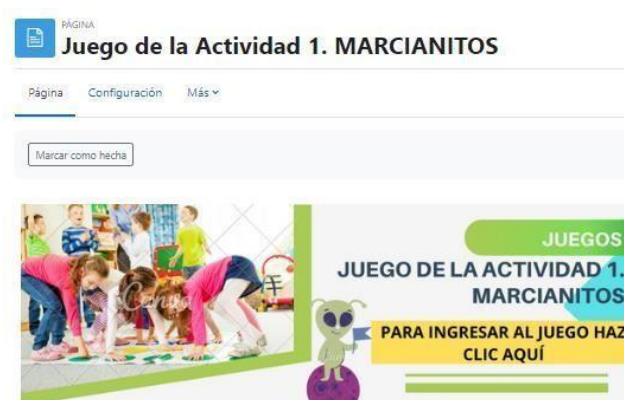 PÁGINA
Juego de la Actividad 1. MARCIANITOS
Página Configuración Más
Marcar como hecha
Canva
JUEGOS
JUEGO DE LA ACTIVIDAD 1.
MARCIANITOS
PARA INGRESAR AL JUEGO HAZ
CLIC AQUÍ